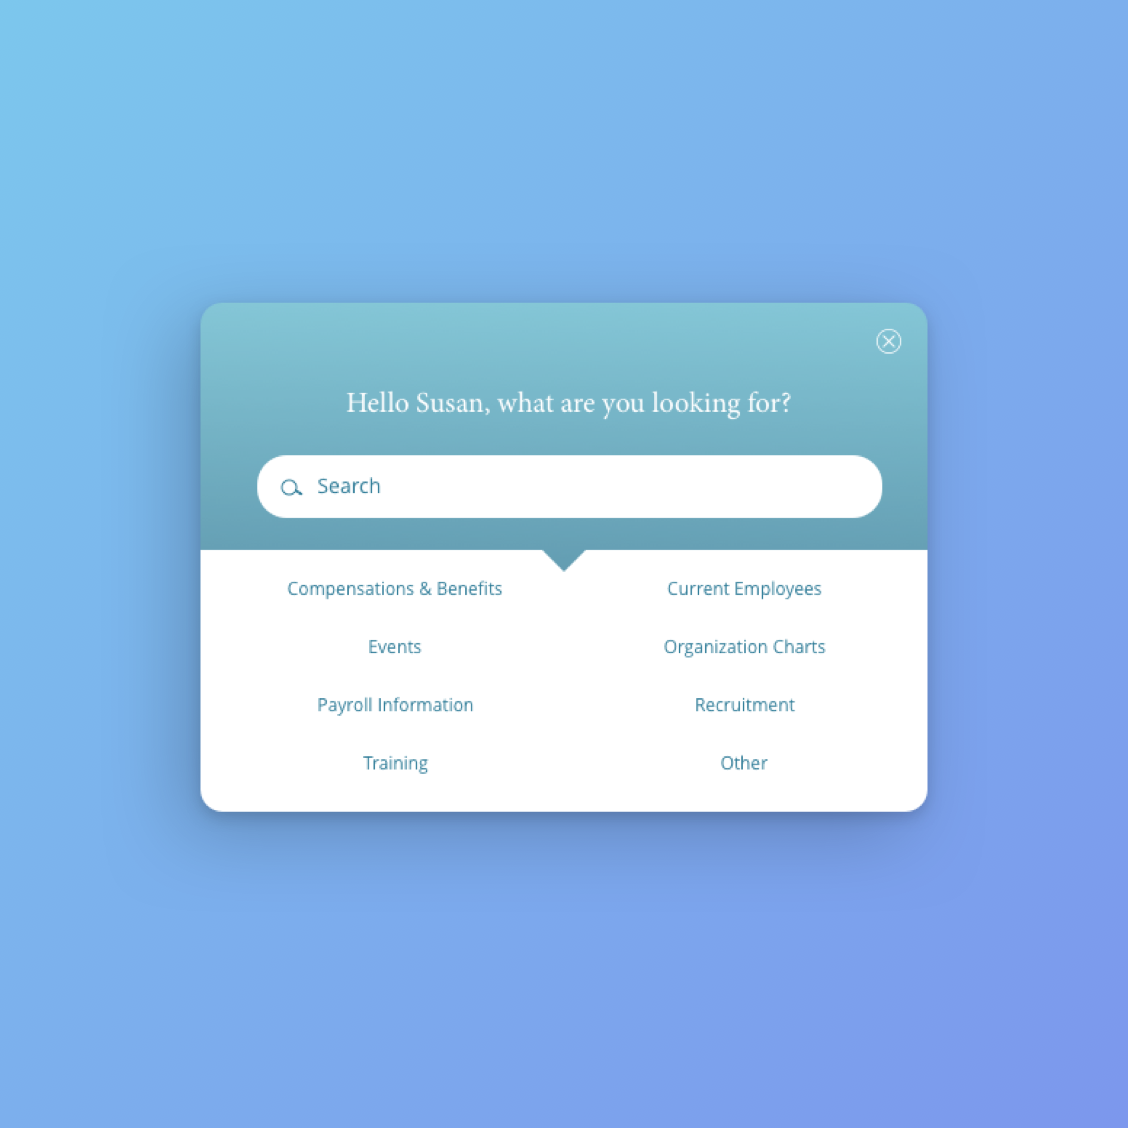 Hello Susan, what are you looking for?
Search
Compensations & Benefits
Current Employees
Events
Organization Charts
Payroll Information
Recruitment
Training
Other